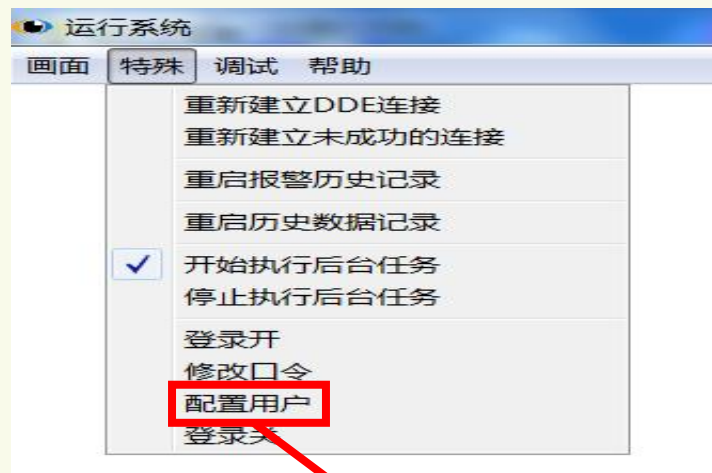 运行系统
画面 特殊 调试 帮助
重新建立DDE连接
重新建立未成功的连接
重启报警历史记录
重启历史数据记录
开始执行后台任务
停止执行后台任务
登录开
修改口令
配置用户
登录关